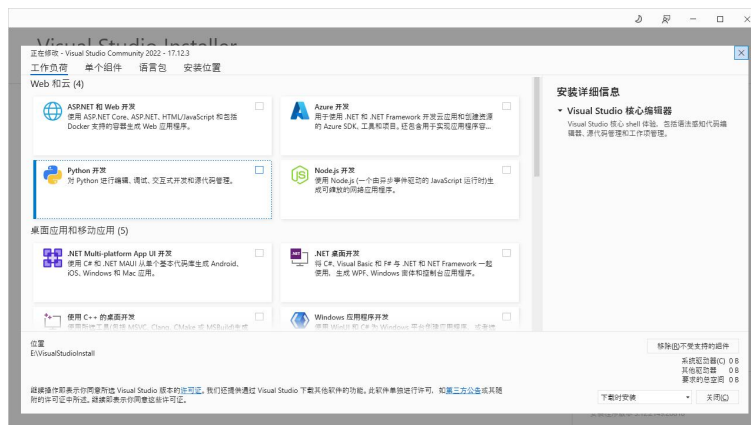 Visual Studio Installer
正在修改 - Visual Studio Community 2022 - 17.12.3
工作负荷 单个组件 语言包 安装位置
Web 和云 (4)
ASP.NET 和 Web 开发
使用 ASP.NET Core、ASP.NET、HTML/JavaScript 和包括
Docker 支持的容器生成 Web 应用程序。
Azure 开发
用于使用 .NET 和 .NET Framework 开发云应用和创建资源
的 Azure SDK、工具和项目。还包含用于实现应用程序容...
Python 开发
对 Python 进行编辑、调试、交互式开发和源代码管理。
Node.js 开发
使用 Node.js (一个由异步事件驱动的 JavaScript 运行时)生
成可缩放的网络应用程序。
桌面应用和移动应用 (5)
.NET Multi-platform App UI 开发
使用 C# 和 .NET MAUI 从单个基本代码库生成 Android、
iOS、Windows 和 Mac 应用。
.NET 桌面开发
将 C#、Visual Basic 和 F# 与 .NET 和 .NET Framework 一起
使用，生成 WPF、Windows 窗体和控制台应用程序。
使用 C++ 的桌面开发
Windows 应用程序开发
安装详细信息
Visual Studio 核心编辑器
Visual Studio 核心 shell 体验，包括语法感知代码编
辑器、源代码管理和工作项管理。
位置
E:\VisualStudioInstall
移除(R)不受支持的组件
系统驱动器(C) 0 B
其他驱动器 0 B
要求的总空间 0 B
继续操作即表示你同意所选 Visual Studio 版本的许可证。我们还提供通过 Visual Studio 下载其他软件的功能。此软件单独进行许可，如第三方公告或其随
附的许可证中所述。继续即表示你同意这些许可证。
下载时安装 关闭(C)